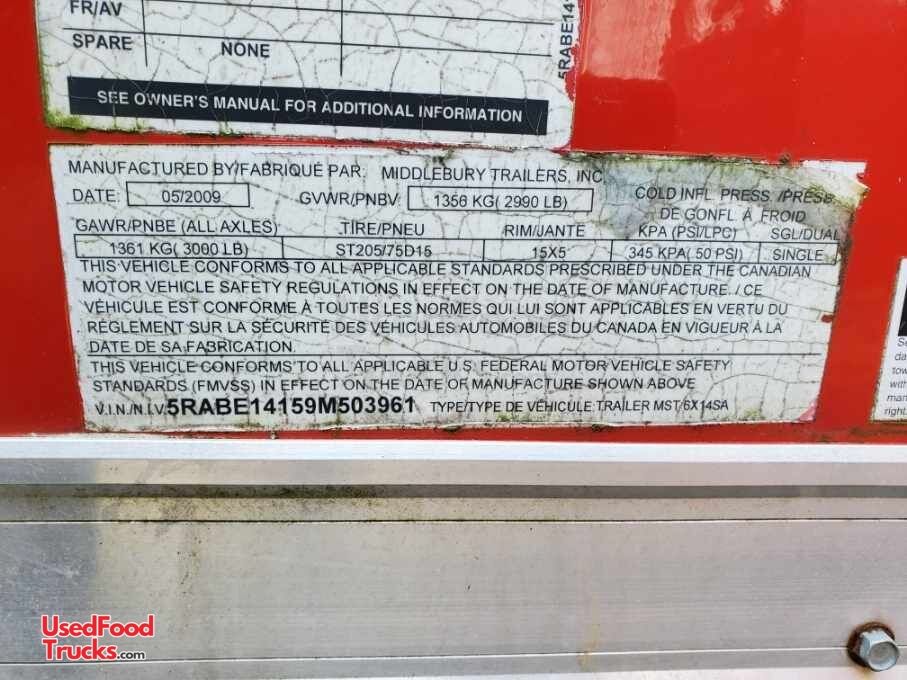 FR/AV
SPARE NONE
5RABE14
SEE OWNER'S MANUAL FOR ADDITIONAL INFORMATION
MANUFACTURED BY/FABRIQUÉ PAR: MIDDLEBURY TRAILERS, INC
DATE: 05/2009 GVWR/PNBV 1356 KG( 2990 LB) COLD INFL. PRESS. /PRESS
DE GONFL À FROID
GAWR/PNBE (ALL AXLES) TIRE/PNEU RIM/JANTE KPA (PSI/LPC) SGL/DUAL
1361 KG( 3000 LB) ST205/75D15 15X5 345 KPA( 50 PSI) SINGLE
THIS VEHICLE CONFORMS TO ALL APPLICABLE STANDARDS PRESCRIBED UNDER THE CANADIAN
MOTOR VEHICLE SAFETY REGULATIONS IN EFFECT ON THE DATE OF MANUFACTURE. / CE
VÉHICULE EST CONFORME À TOUTES LES NORMES QUI LUI SONT APPLICABLES EN VERTU DU
RÈGLEMENT SUR LA SÉCURITÉ DES VÉHICULES AUTOMOBILES DU CANADA EN VIGUEUR À LA
DATE DE SA FABRICATION.
THIS VEHICLE CONFORMS TO ALL APPLICABLE U.S. FEDERAL MOTOR VEHICLE SAFETY
STANDARDS (FMVSS) IN EFFECT ON THE DATE OF MANUFACTURE SHOWN ABOVE
V.I.N./N.I.V. 5RABE14159M503961 TYPE/TYPE DE VÉHICULE TRAILER MST 6X14SA
Se
da
tow
veh
man
right.
UsedFood
Trucks.com